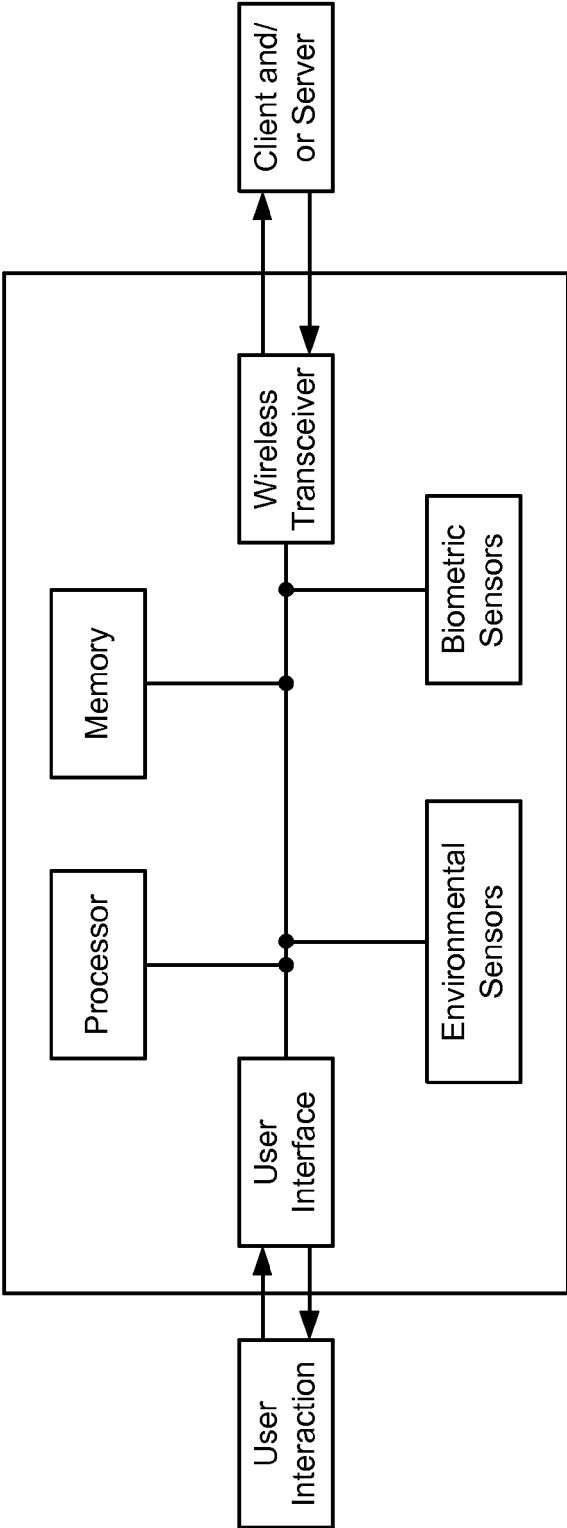 User
Interaction
User
Interface
Processor
Memory
Environmental
Sensors
Biometric
Sensors
Wireless
Transceiver
Client and/
or Server